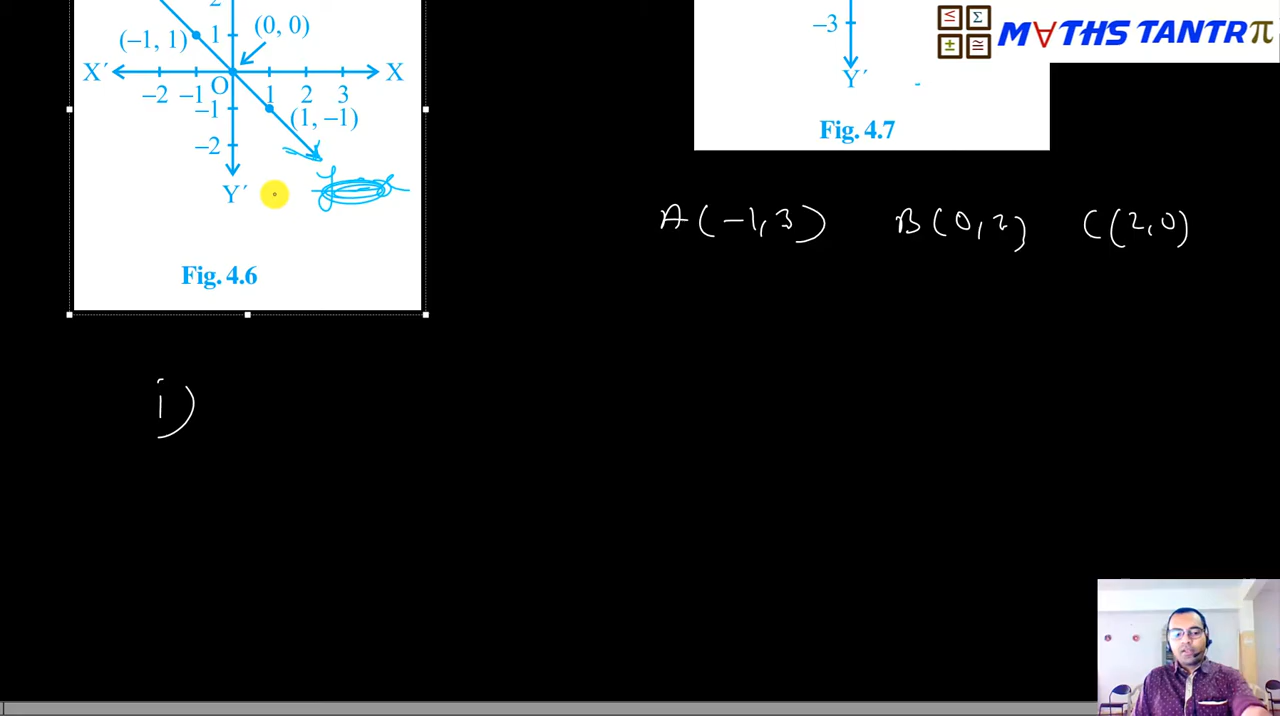 2
1
(0, 0)
(–1, 1)
X′
X
O
–2 –1 1 2 3
–1
(1, –1)
–2
Y′
Fig. 4.6
–3
Y′
Fig. 4.7
≤ Σ ± ≅
M∀THS TANTRπ
A(-1,3) B(0,2) C(2,0)
i)